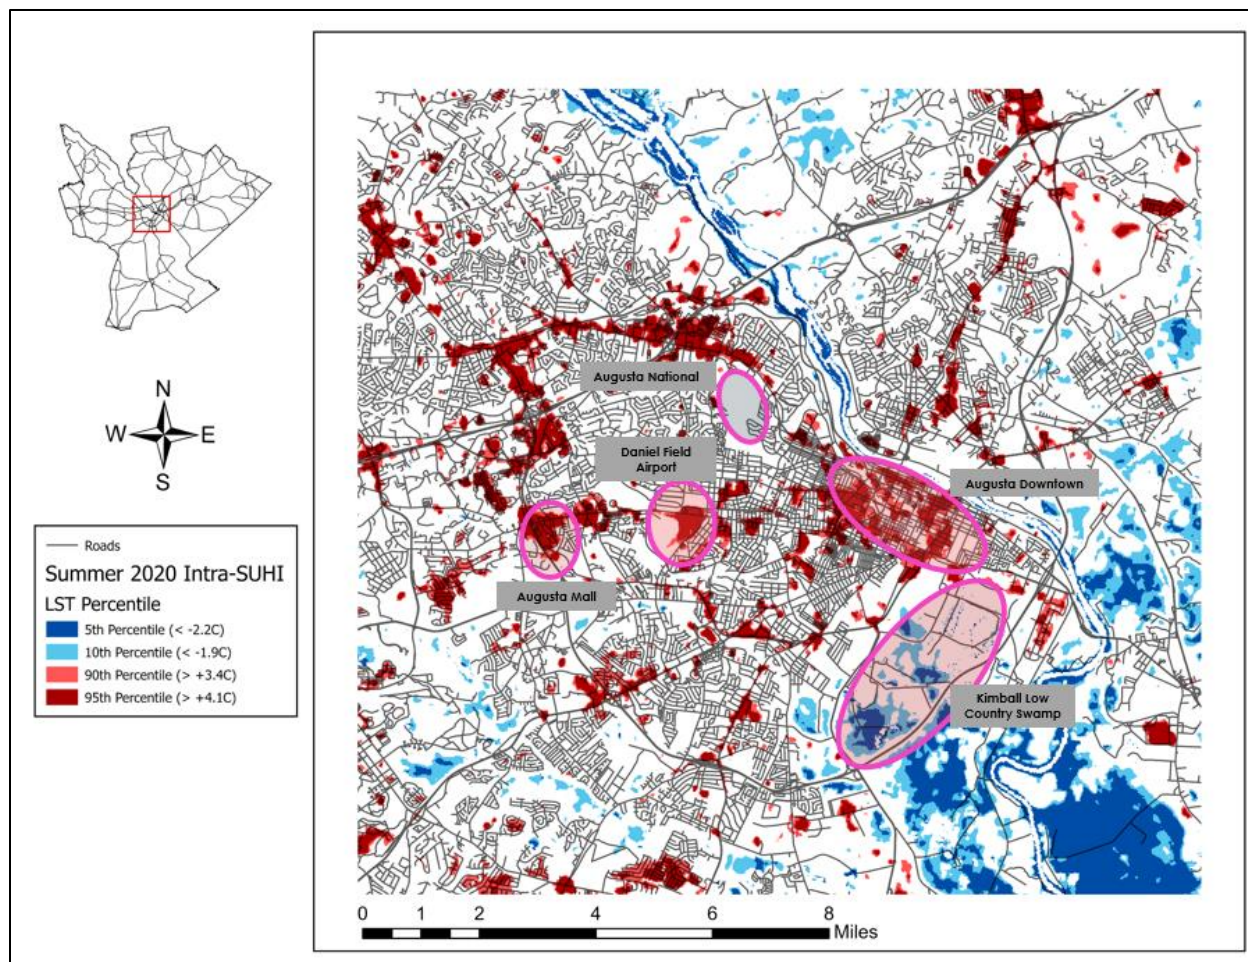 N
W E
S
Roads
Summer 2020 Intra-SUHI
LST Percentile
5th Percentile (< -2.2C)
10th Percentile (< -1.9C)
90th Percentile (> +3.4C)
95th Percentile (> +4.1C)
Augusta National
Daniel Field
Airport
Augusta Downtown
Augusta Mall
Kimball Low
Country Swamp
0 1 2 4 6 8
Miles